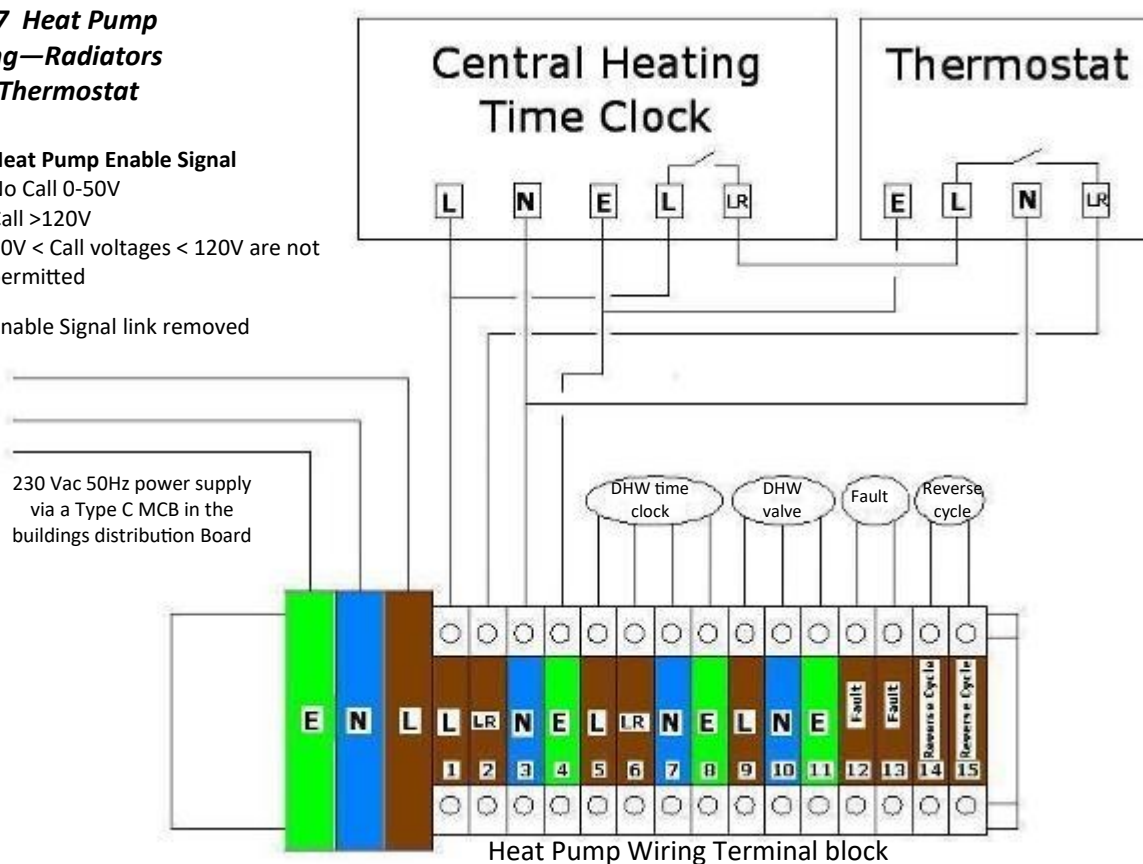 7 Heat Pump
ng—Radiators
Thermostat
Heat Pump Enable Signal
No Call 0-50V
Call >120V
0V < Call voltages < 120V are not
ermitted
nable Signal link removed
Central Heating
Time Clock
L N E L LR
Thermostat
E L N LR
230 Vac 50Hz power supply
via a Type C MCB in the
buildings distribution Board
DHW time
clock
DHW
valve
Fault
Reverse
cycle
E N L L LR N E L LR N E L N E Fault Fault Reverse Cycle Reverse Cycle
1 2 3 4 5 6 7 8 9 10 11 12 13 14 15
Heat Pump Wiring Terminal block